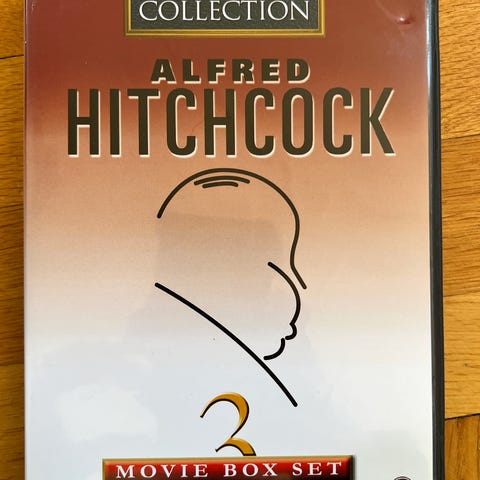 COLLECTION
ALFRED
HITCHCOCK
3
MOVIE BOX SET